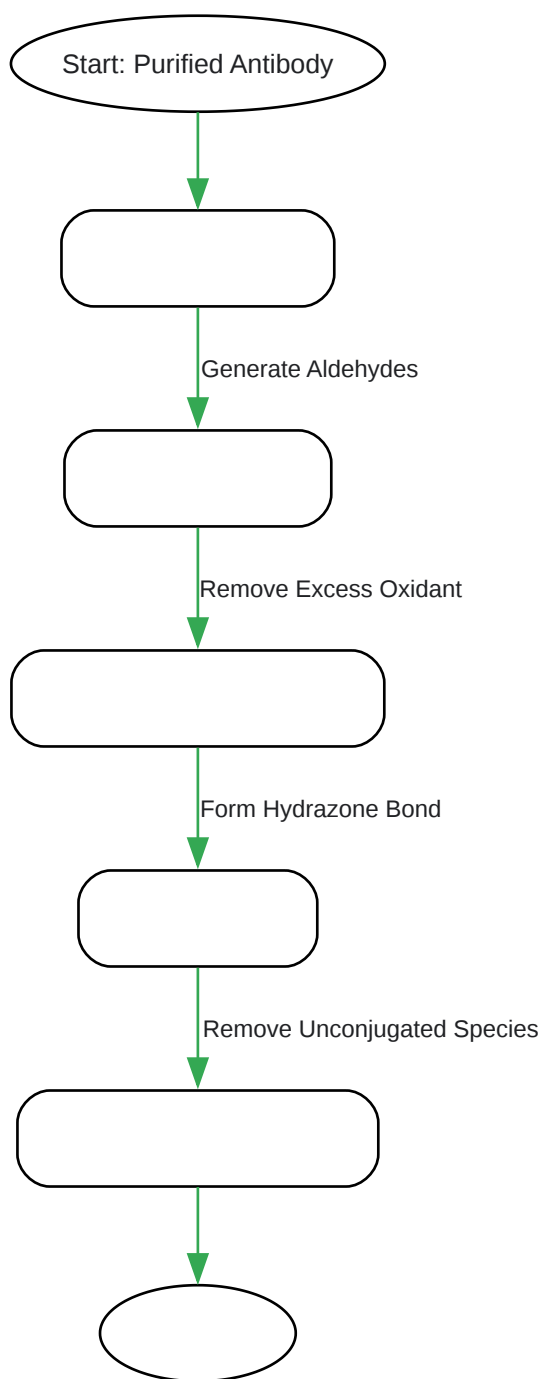 Start: Purified Antibody
Generate Aldehydes
Remove Excess Oxidant
Form Hydrazone Bond
Remove Unconjugated Species